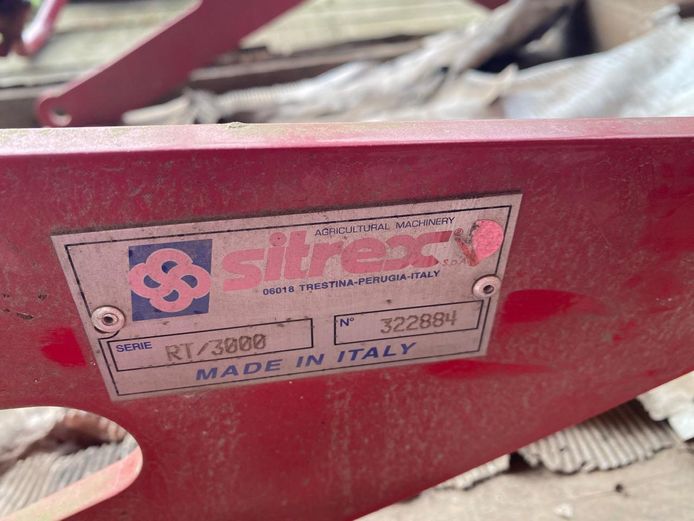 AGRICULTURAL MACHINERY
sitrex S.p.A.
06018 TRESTINA-PERUGIA-ITALY
SERIE RT/3000 N° 322884
MADE IN ITALY